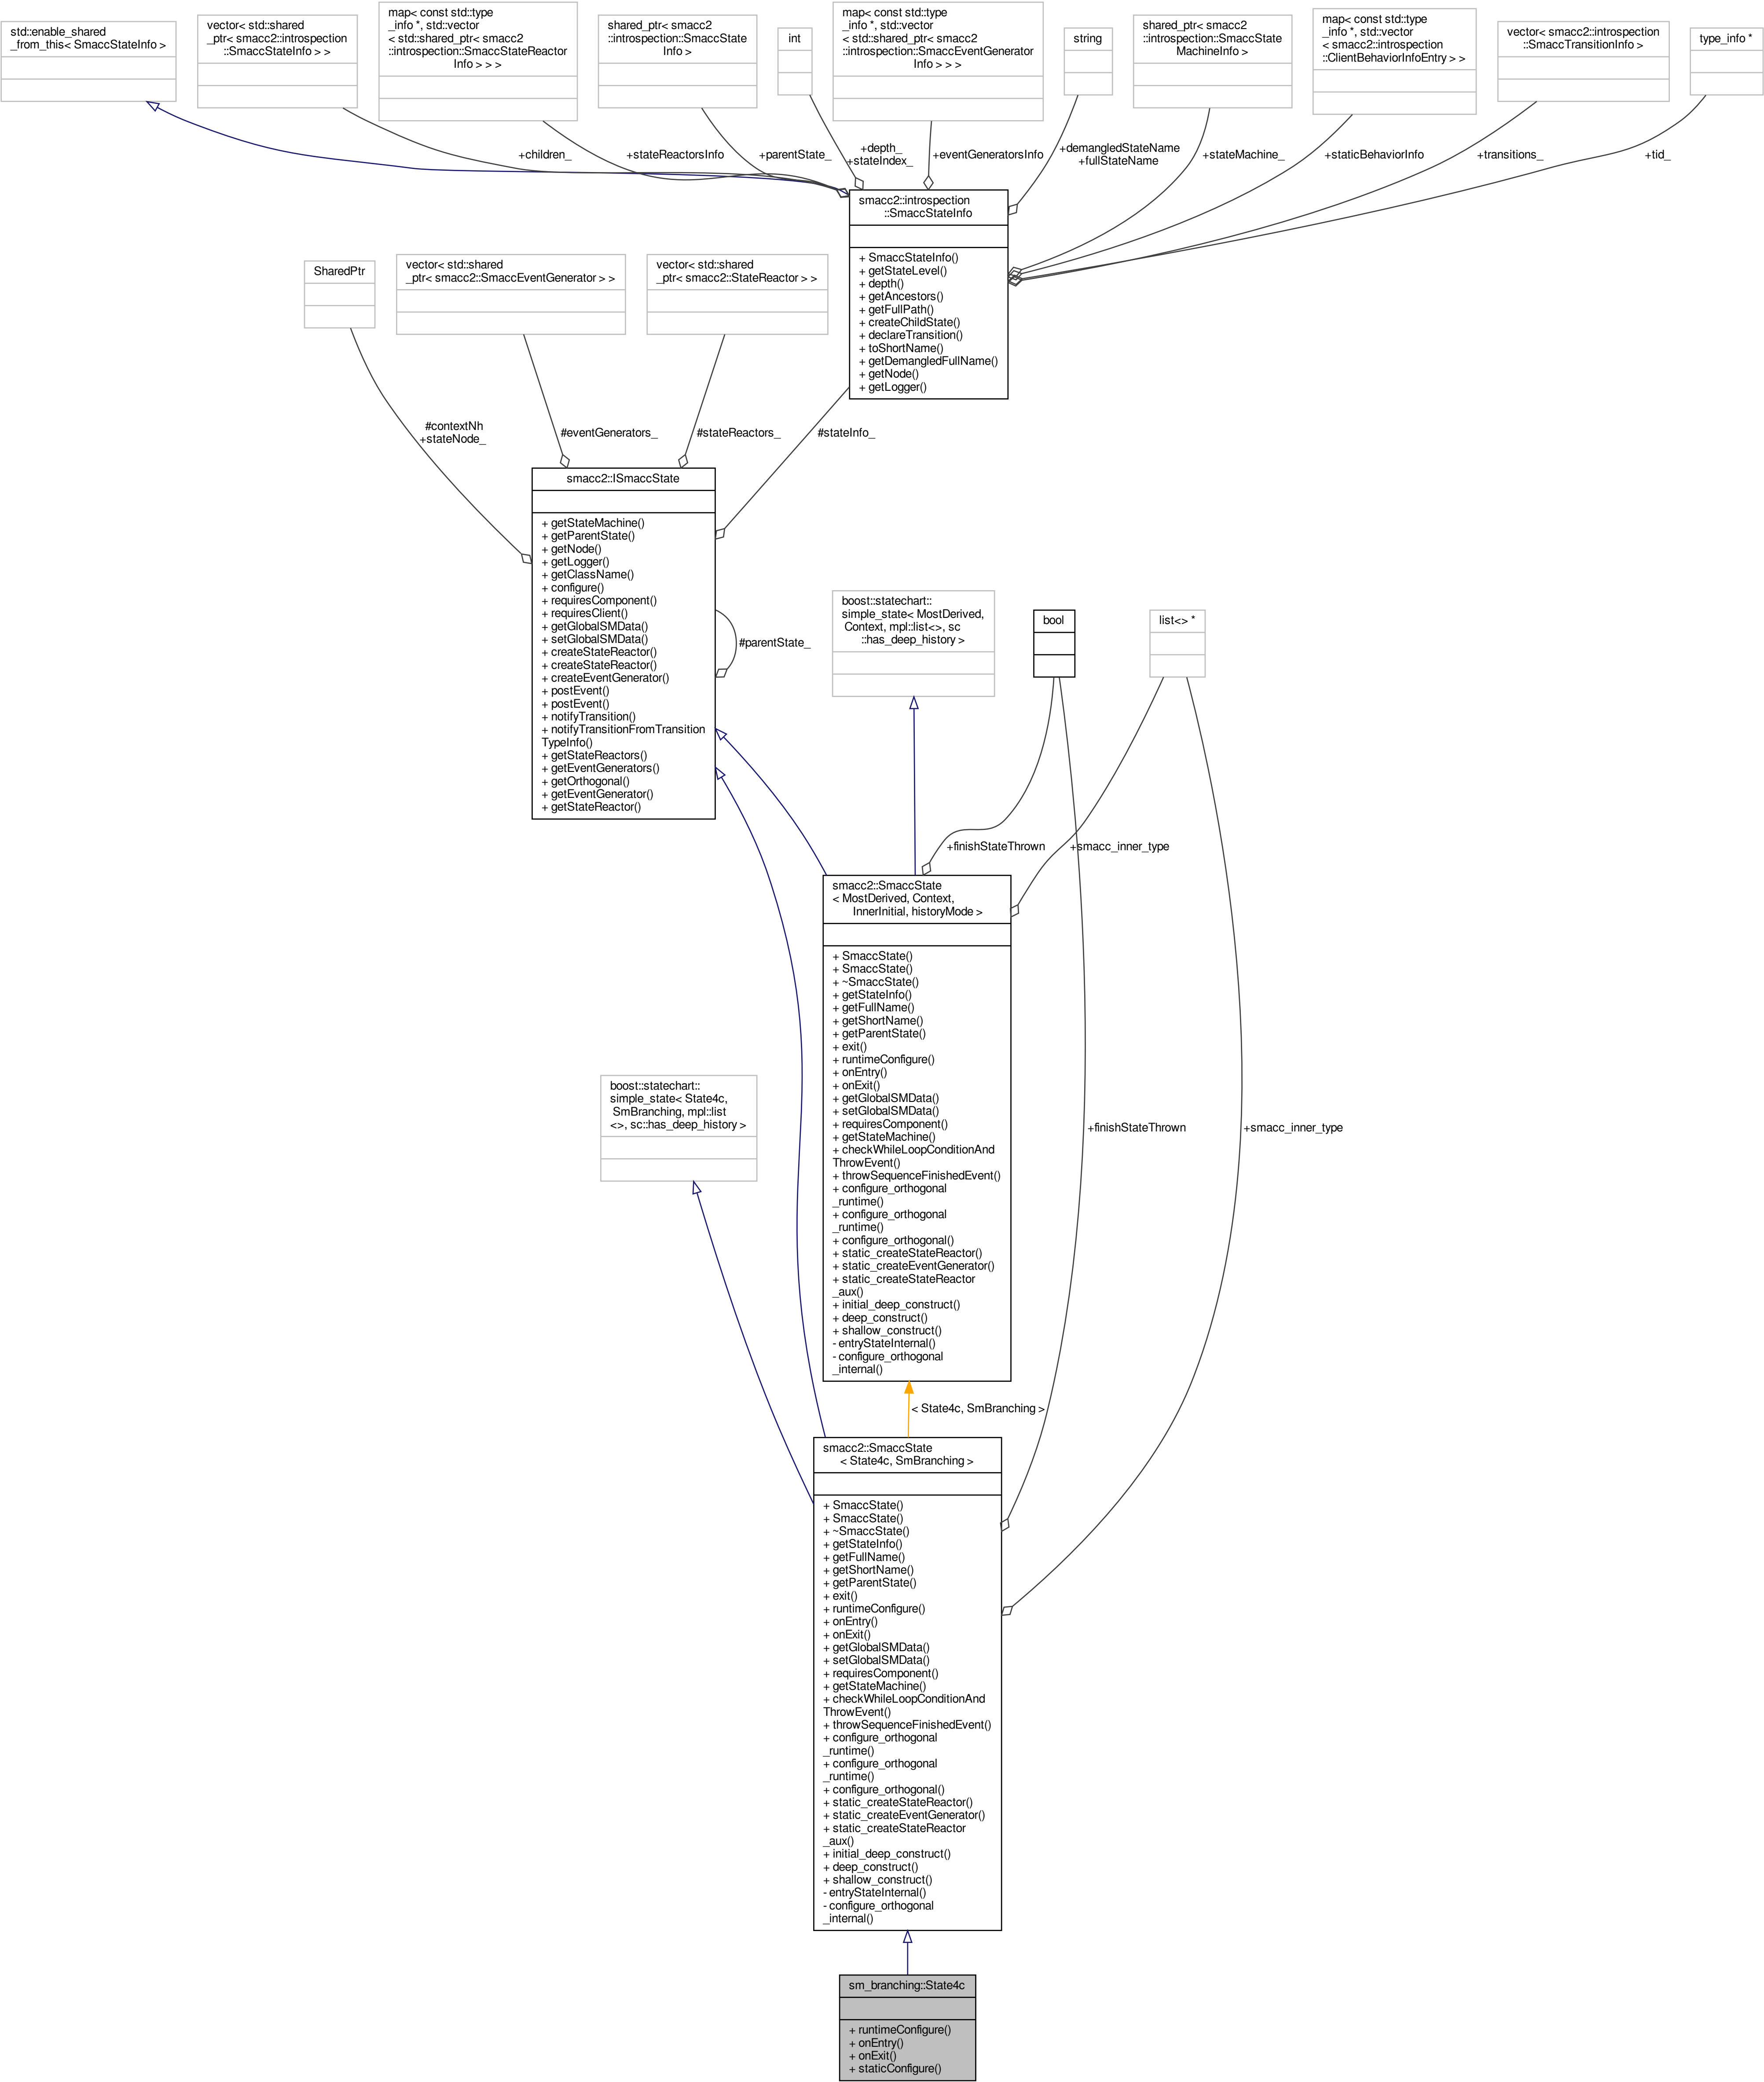 std::enable_shared
_from_this< SmaccStateInfo >
vector< std::shared
_ptr< smacc2::introspection
::SmaccStateInfo > >
map< const std::type
_info *, std::vector
< std::shared_ptr< smacc2
::introspection::SmaccStateReactor
Info > > >
shared_ptr< smacc2
::introspection::SmaccState
Info >
int
map< const std::type
_info *, std::vector
< std::shared_ptr< smacc2
::introspection::SmaccEventGenerator
Info > > >
string
shared_ptr< smacc2
::introspection::SmaccState
MachineInfo >
map< const std::type
_info *, std::vector
< smacc2::introspection
::ClientBehaviorInfoEntry > >
vector< smacc2::introspection
::SmaccTransitionInfo >
type_info *
+children_
+stateReactorsInfo
+parentState_
+depth_
+stateIndex_
+eventGeneratorsInfo
+demangledStateName
+fullStateName
+stateMachine_
+staticBehaviorInfo
+transitions_
+tid_
smacc2::introspection
::SmaccStateInfo
+ SmaccStateInfo()
+ getStateLevel()
+ depth()
+ getAncestors()
+ getFullPath()
+ createChildState()
+ declareTransition()
+ toShortName()
+ getDemangledFullName()
+ getNode()
+ getLogger()
SharedPtr
vector< std::shared
_ptr< smacc2::SmaccEventGenerator > >
vector< std::shared
_ptr< smacc2::StateReactor > >
#contextNh
+stateNode_
#eventGenerators_
#stateReactors_
#stateInfo_
smacc2::ISmaccState
+ getStateMachine()
+ getParentState()
+ getNode()
+ getLogger()
+ getClassName()
+ configure()
+ requiresComponent()
+ requiresClient()
+ getGlobalSMData()
+ setGlobalSMData()
+ createStateReactor()
+ createStateReactor()
+ createEventGenerator()
+ postEvent()
+ postEvent()
+ notifyTransition()
+ notifyTransitionFromTransition
TypeInfo()
+ getStateReactors()
+ getEventGenerators()
+ getOrthogonal()
+ getEventGenerator()
+ getStateReactor()
#parentState_
boost::statechart::
simple_state< MostDerived,
Context, mpl::list<>, sc
::has_deep_history >
bool
list<> *
+finishStateThrown
+smacc_inner_type
smacc2::SmaccState
< MostDerived, Context,
InnerInitial, historyMode >
+ SmaccState()
+ SmaccState()
+ ~SmaccState()
+ getStateInfo()
+ getFullName()
+ getShortName()
+ getParentState()
+ exit()
+ runtimeConfigure()
+ onEntry()
+ onExit()
+ getGlobalSMData()
+ setGlobalSMData()
+ requiresComponent()
+ getStateMachine()
+ checkWhileLoopConditionAnd
ThrowEvent()
+ throwSequenceFinishedEvent()
+ configure_orthogonal
_runtime()
+ configure_orthogonal
_runtime()
+ configure_orthogonal()
+ static_createStateReactor()
+ static_createEventGenerator()
+ static_createStateReactor
_aux()
+ initial_deep_construct()
+ deep_construct()
+ shallow_construct()
- entryStateInternal()
- configure_orthogonal
_internal()
boost::statechart::
simple_state< State4c,
SmBranching, mpl::list
<>, sc::has_deep_history >
+finishStateThrown
+smacc_inner_type
< State4c, SmBranching >
smacc2::SmaccState
< State4c, SmBranching >
+ SmaccState()
+ SmaccState()
+ ~SmaccState()
+ getStateInfo()
+ getFullName()
+ getShortName()
+ getParentState()
+ exit()
+ runtimeConfigure()
+ onEntry()
+ onExit()
+ getGlobalSMData()
+ setGlobalSMData()
+ requiresComponent()
+ getStateMachine()
+ checkWhileLoopConditionAnd
ThrowEvent()
+ throwSequenceFinishedEvent()
+ configure_orthogonal
_runtime()
+ configure_orthogonal
_runtime()
+ configure_orthogonal()
+ static_createStateReactor()
+ static_createEventGenerator()
+ static_createStateReactor
_aux()
+ initial_deep_construct()
+ deep_construct()
+ shallow_construct()
- entryStateInternal()
- configure_orthogonal
_internal()
sm_branching::State4c
+ runtimeConfigure()
+ onEntry()
+ onExit()
+ staticConfigure()